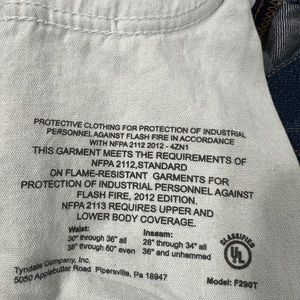 PROTECTIVE CLOTHING FOR PROTECTION OF INDUSTRIAL
PERSONNEL AGAINST FLASH FIRE IN ACCORDANCE
WITH NFPA 2112 2012 - 4ZN1
THIS GARMENT MEETS THE REQUIREMENTS OF
NFPA 2112,STANDARD
ON FLAME-RESISTANT GARMENTS FOR
PROTECTION OF INDUSTRIAL PERSONNEL AGAINST
FLASH FIRE, 2012 EDITION.
NFPA 2113 REQUIRES UPPER AND
LOWER BODY COVERAGE.
Waist: Inseam:
30" through 36" all 28" through 34" all
38" through 60" even 36" and unhemmed
CLASSIFIED
UL
Tyndale Company, Inc.
5050 Applebutter Road Pipersville, Pa 18947
Model: F290T